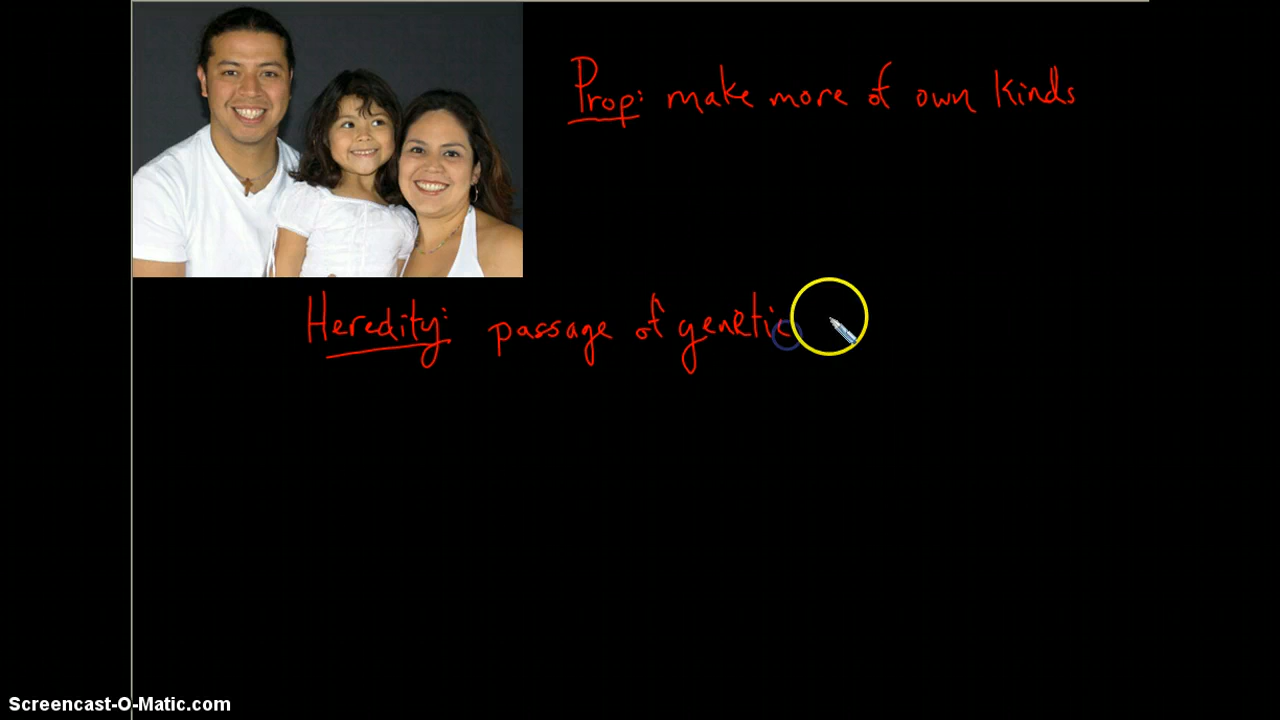 Prop: make more of own kinds
Heredity: passage of genetic
Screencast-O-Matic.com